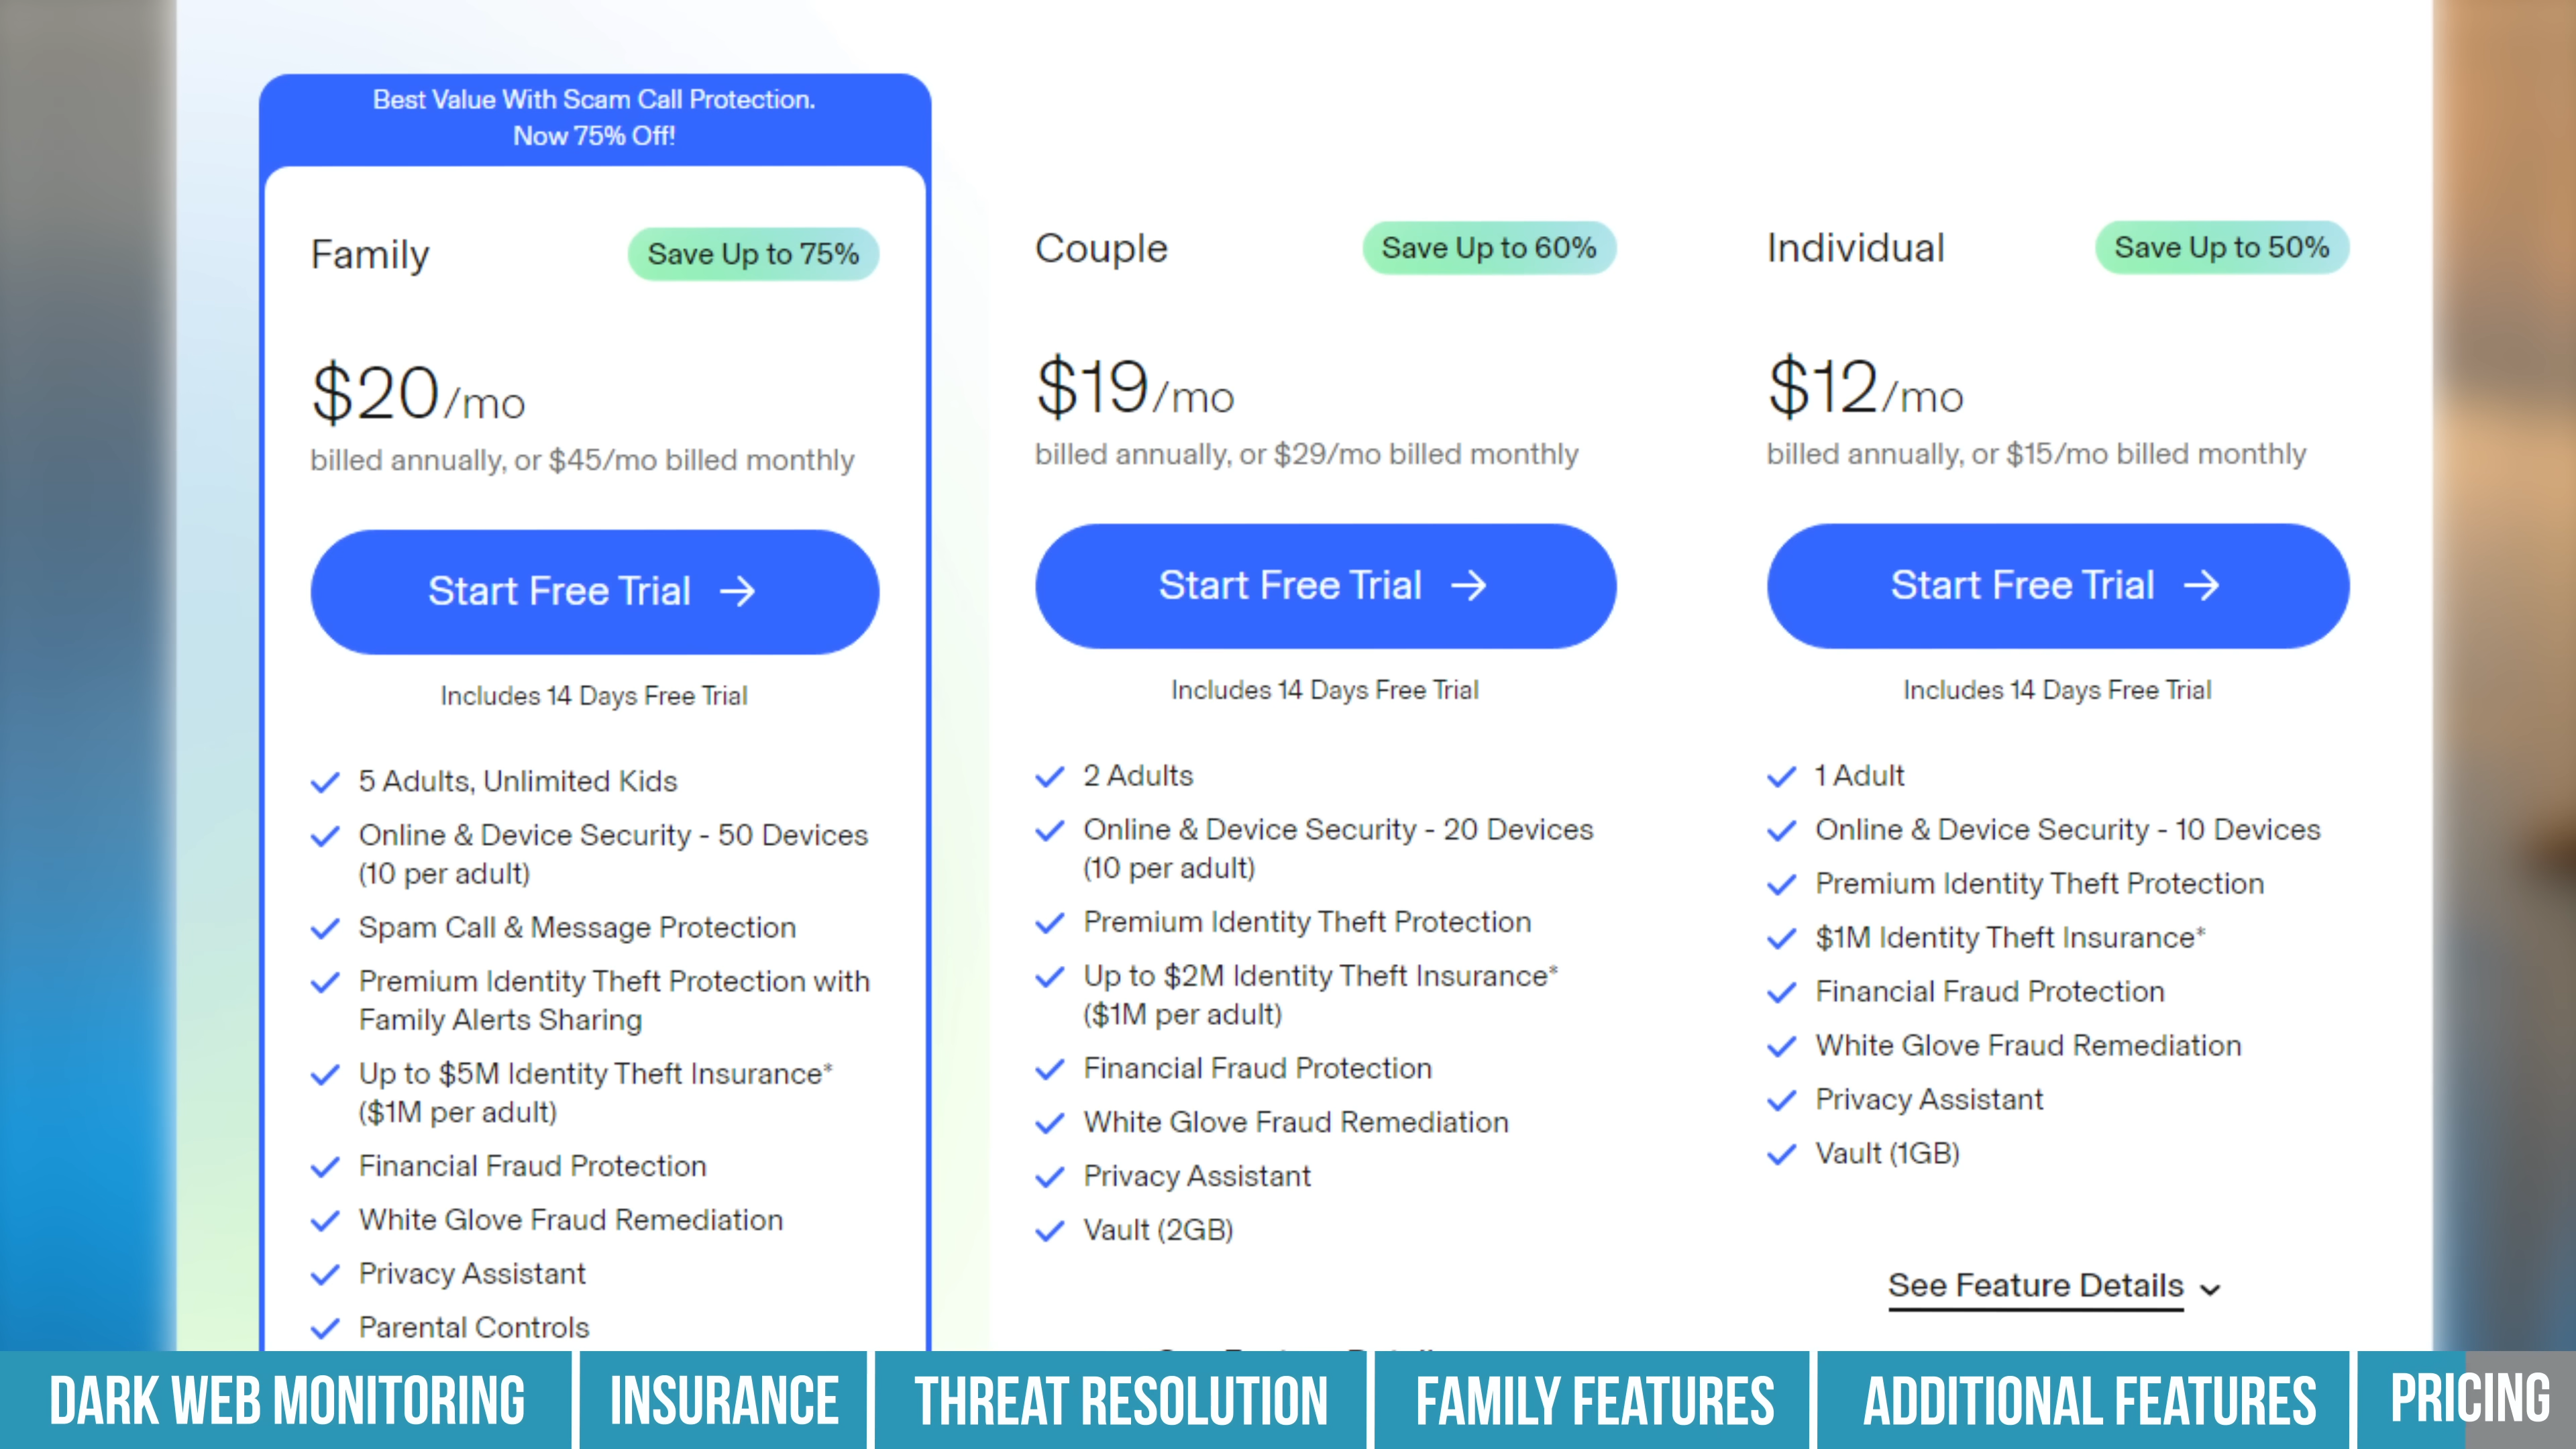 Best Value With Scam Call Protection.
Now 75% Off!
Family
Save Up to 75%
$20/mo
billed annually, or $45/mo billed monthly
Start Free Trial
Includes 14 Days Free Trial
5 Adults, Unlimited Kids
Online & Device Security - 50 Devices
(10 per adult)
Spam Call & Message Protection
Premium Identity Theft Protection with
Family Alerts Sharing
Up to $5M Identity Theft Insurance*
($1M per adult)
Financial Fraud Protection
White Glove Fraud Remediation
Privacy Assistant
Parental Controls
Couple
Save Up to 60%
$19/mo
billed annually, or $29/mo billed monthly
Start Free Trial
Includes 14 Days Free Trial
2 Adults
Online & Device Security - 20 Devices
(10 per adult)
Premium Identity Theft Protection
Up to $2M Identity Theft Insurance*
($1M per adult)
Financial Fraud Protection
White Glove Fraud Remediation
Privacy Assistant
Vault (2GB)
Individual
Save Up to 50%
$12/mo
billed annually, or $15/mo billed monthly
Start Free Trial
Includes 14 Days Free Trial
1 Adult
Online & Device Security - 10 Devices
Premium Identity Theft Protection
$1M Identity Theft Insurance*
Financial Fraud Protection
White Glove Fraud Remediation
Privacy Assistant
Vault (1GB)
See Feature Details
DARK WEB MONITORING
INSURANCE
THREAT RESOLUTION
FAMILY FEATURES
ADDITIONAL FEATURES
PRICING